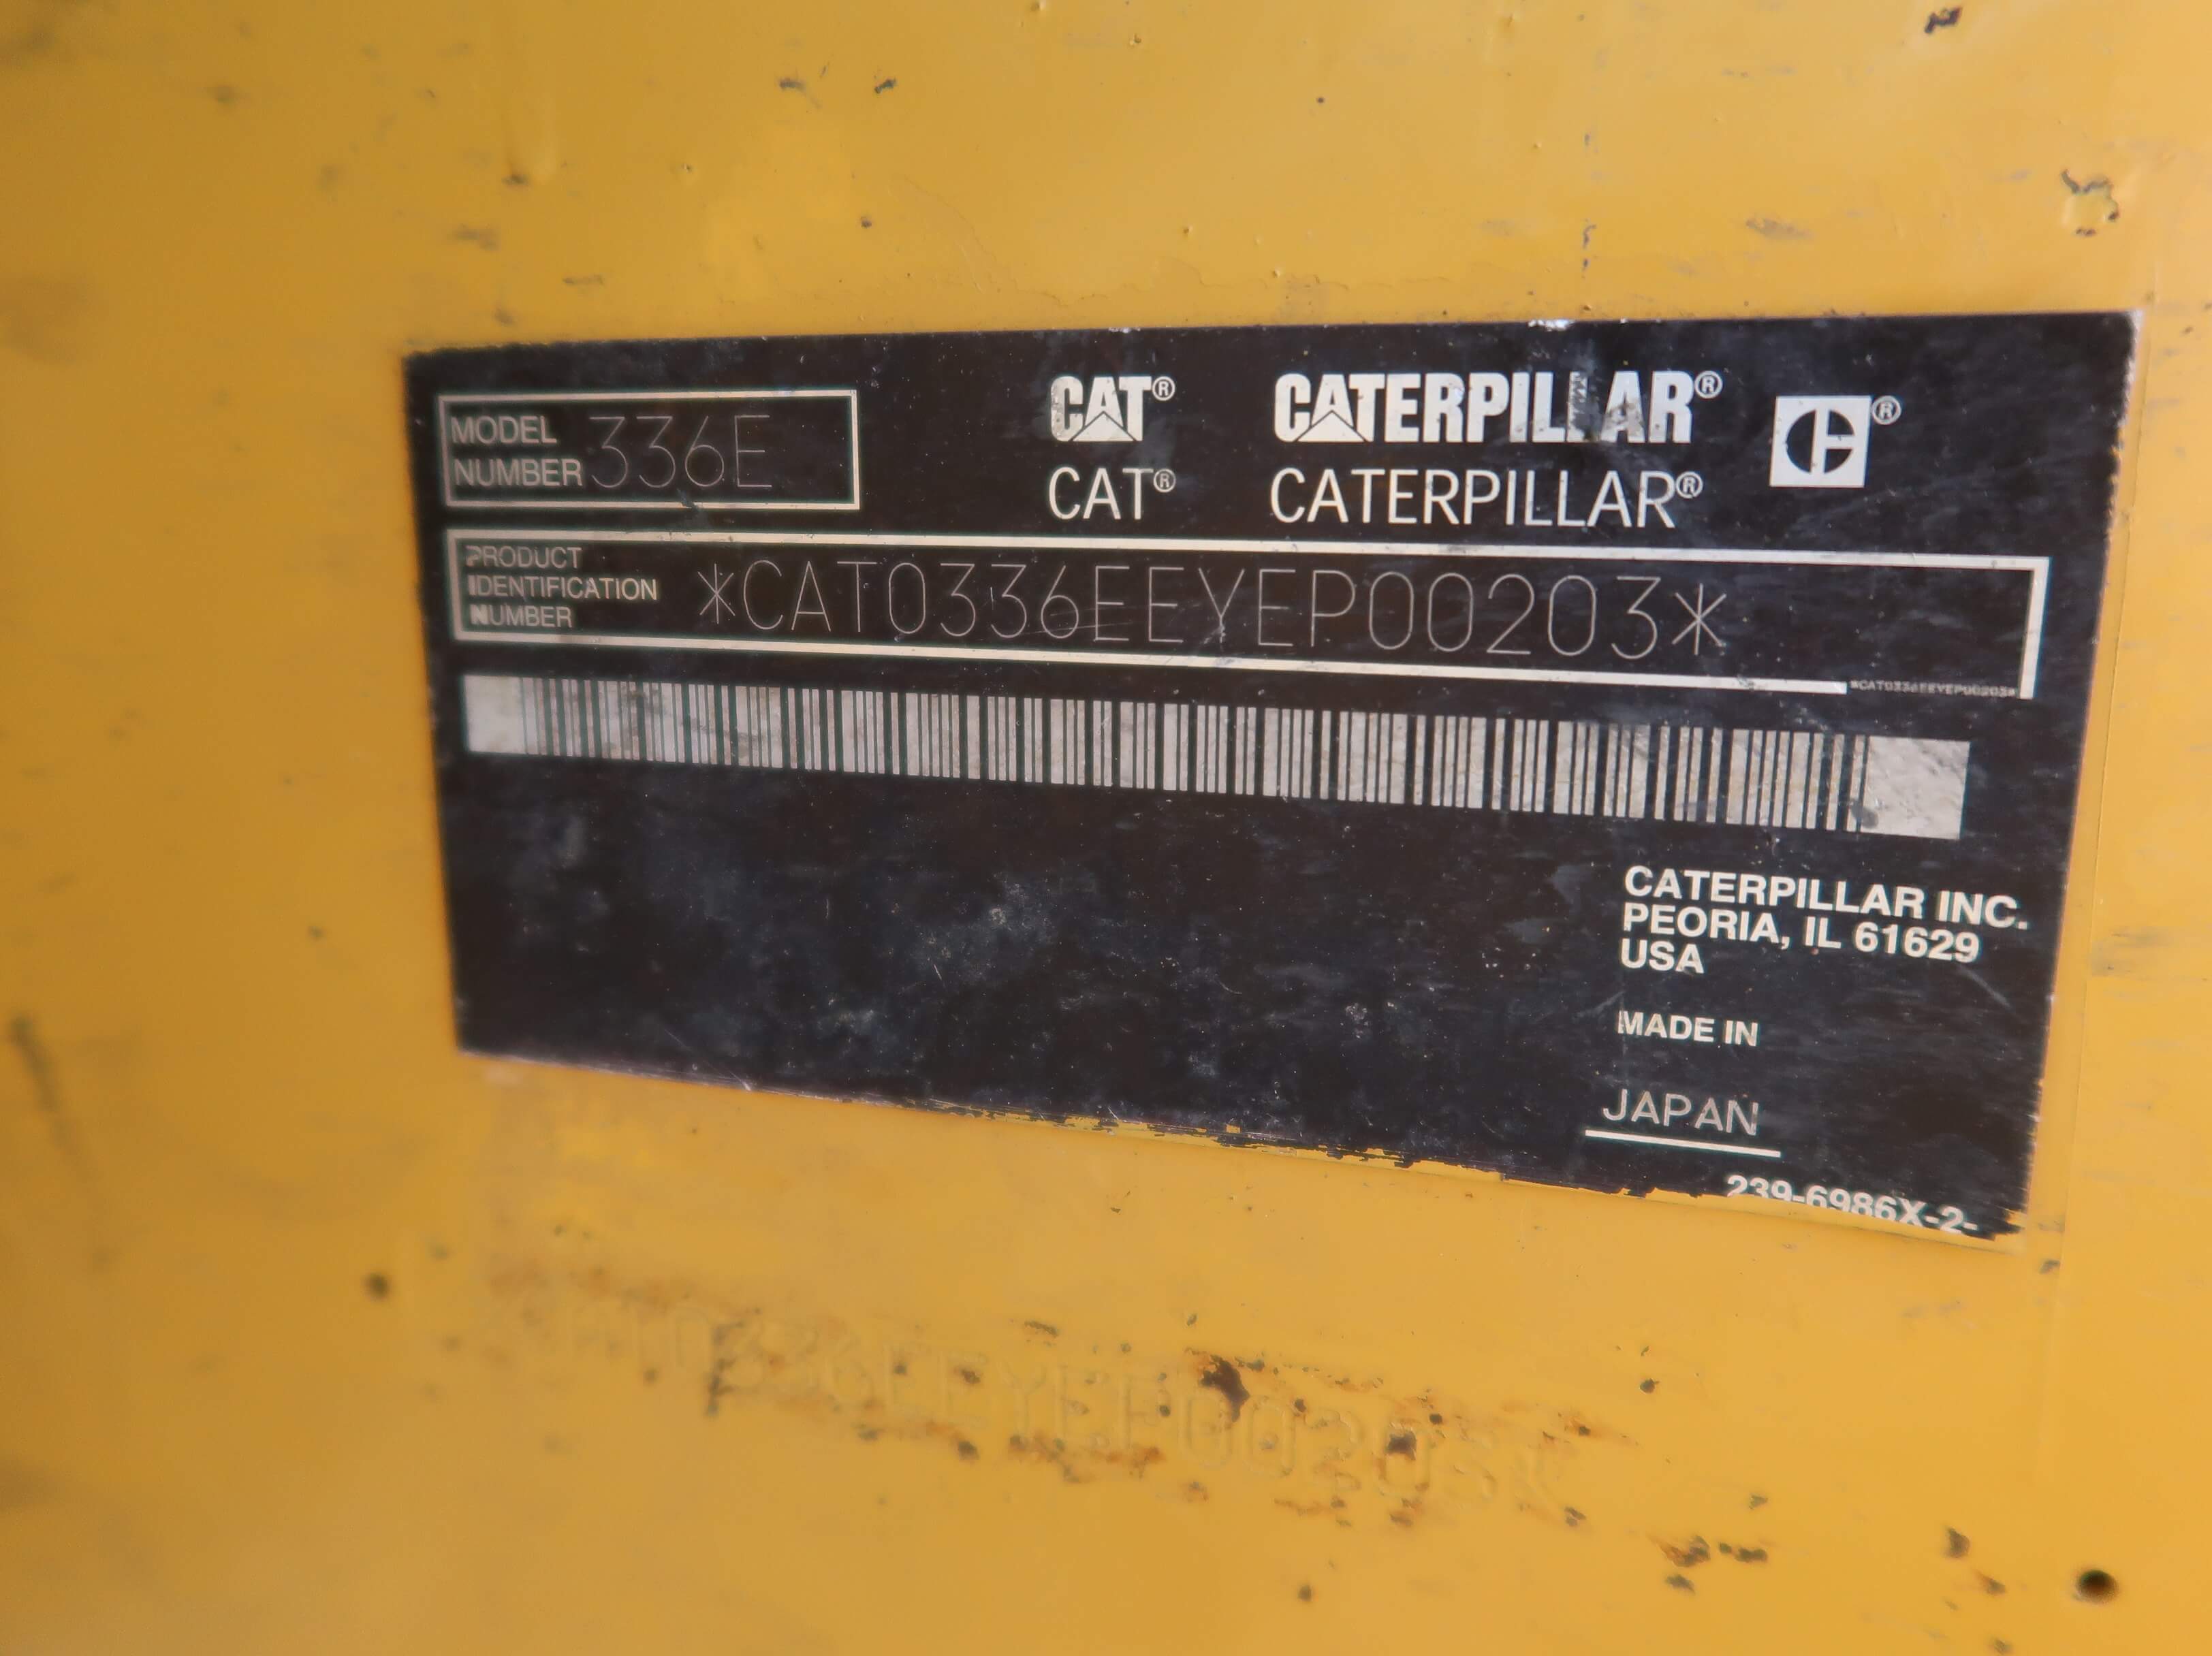 MODEL NUMBER 336E
CAT® CATERPILLAR® ®
CAT® CATERPILLAR®
PRODUCT
IDENTIFICATION
NUMBER
*CAT0336EEYEP00203*
*CAT0336EEYEP00203*
CATERPILLAR INC.
PEORIA, IL 61629
USA
MADE IN
JAPAN
239-6986X-2-